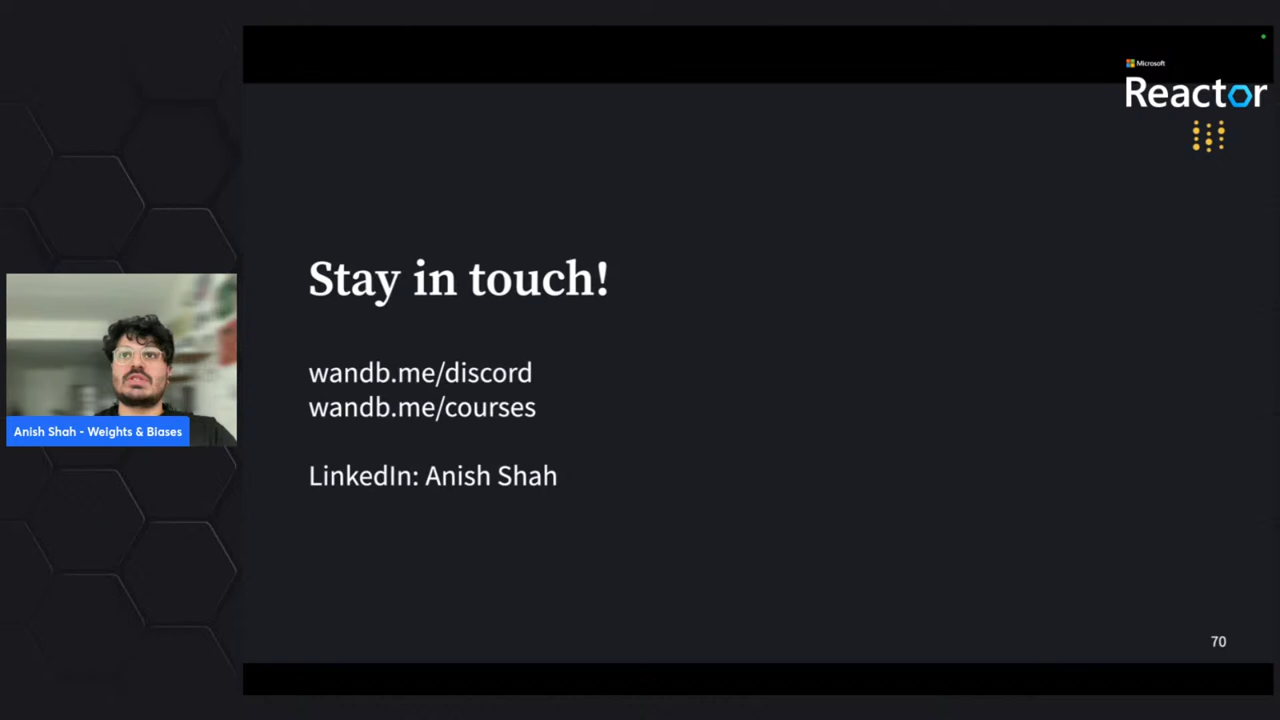 Microsoft
Reactor
Stay in touch!
wandb.me/discord
wandb.me/courses
LinkedIn: Anish Shah
Anish Shah - Weights & Biases
70